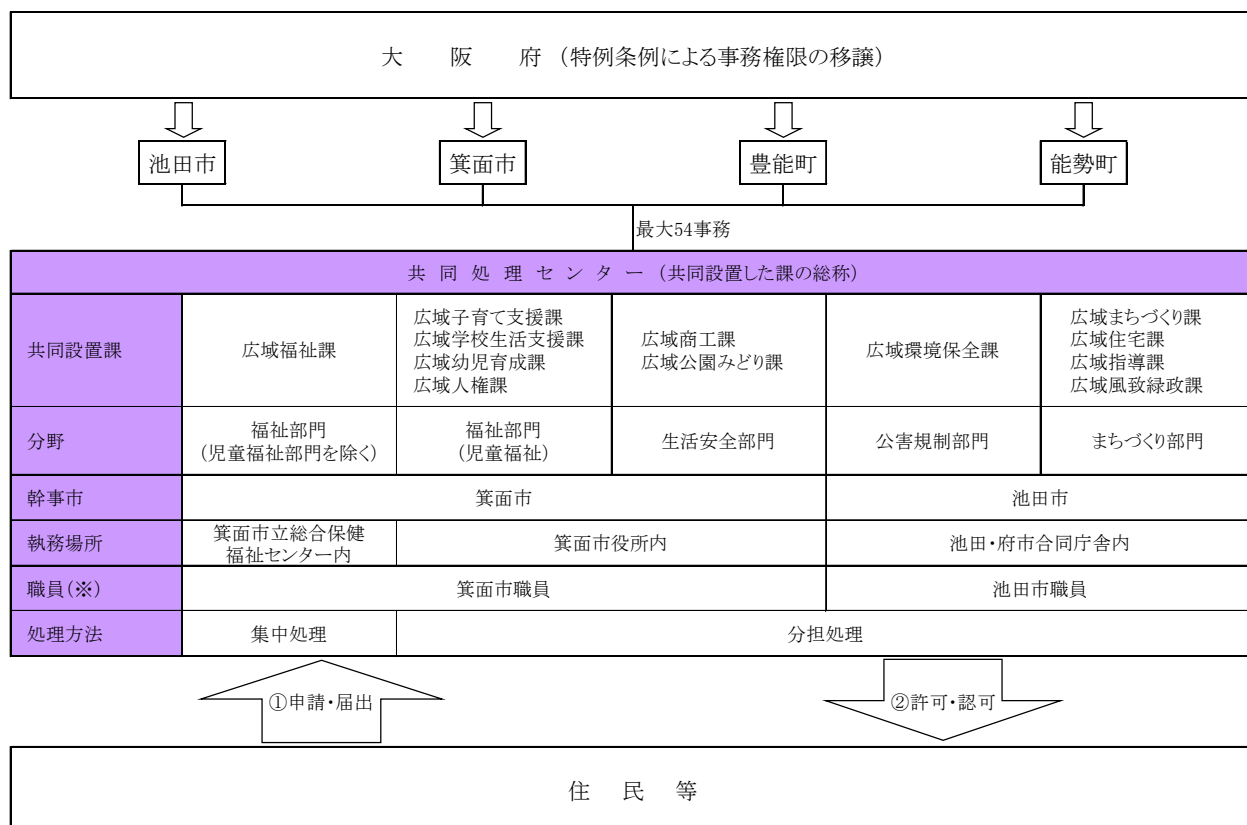 大　阪　府　（特例条例による事務権限の移譲）
池田市
箕面市
豊能町
能勢町
最大54事務
共 同 処 理 セ ン タ ー （共同設置した課の総称）
共同設置課
広域福祉課
広域子育て支援課
広域学校生活支援課
広域幼児育成課
広域人権課
広域商工課
広域公園みどり課
広域環境保全課
広域まちづくり課
広域住宅課
広域指導課
広域風致緑政課
分野
福祉部門
（児童福祉部門を除く）
福祉部門
（児童福祉）
生活安全部門
公害規制部門
まちづくり部門
幹事市
箕面市
池田市
執務場所
箕面市立総合保健
福祉センター内
箕面市役所内
池田・府市合同庁舎内
職員（※）
箕面市職員
池田市職員
処理方法
集中処理
分担処理
①申請・届出
②許可・認可
住　民　等